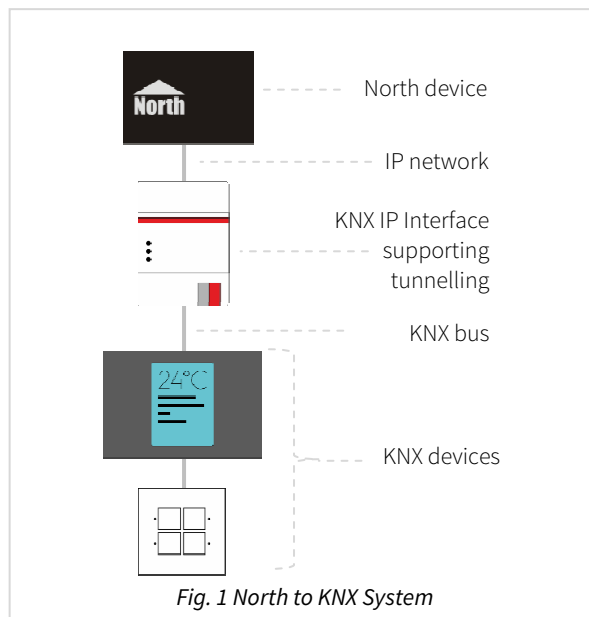 North
North device
IP network
KNX IP Interface
supporting
tunnelling
KNX bus
24°C
KNX devices
Fig. 1 North to KNX System